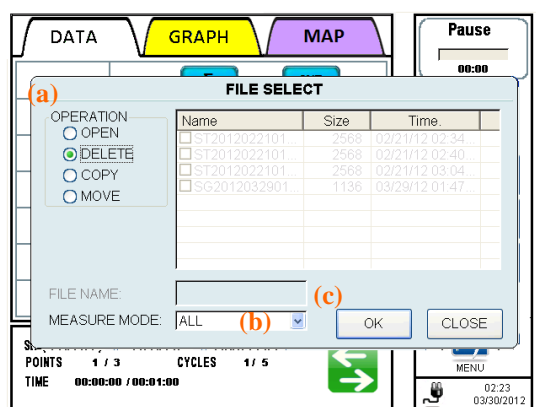 DATA GRAPH MAP
Pause
00:00
(a)
FILE SELECT
OPERATION
OPEN
DELETE
COPY
MOVE
Name Size Time.
ST2012022101... 2568 02/21/12 02:34...
ST2012022101... 2568 02/21/12 02:40...
ST2012022101... 2568 02/21/12 03:04...
SG2012032901... 1136 03/29/12 01:47...
FILE NAME:
(c)
MEASURE MODE: ALL (b)
OK CLOSE
POINTS 1 / 3 CYCLES 1 / 5
TIME 00:00:00 / 00:01:00
MENU
02:23
03/30/2012